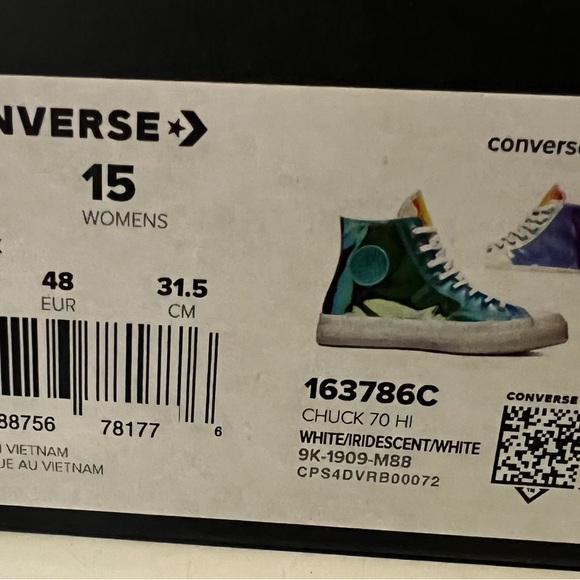 NVERSE
15
WOMENS
48
EUR
31.5
CM
88756 78177 6
VIETNAM
UE AU VIETNAM
converse
163786C
CHUCK 70 HI
WHITE/IRIDESCENT/WHITE
9K-1909-M88
CPS4DVRB00072
CONVERSE
TM